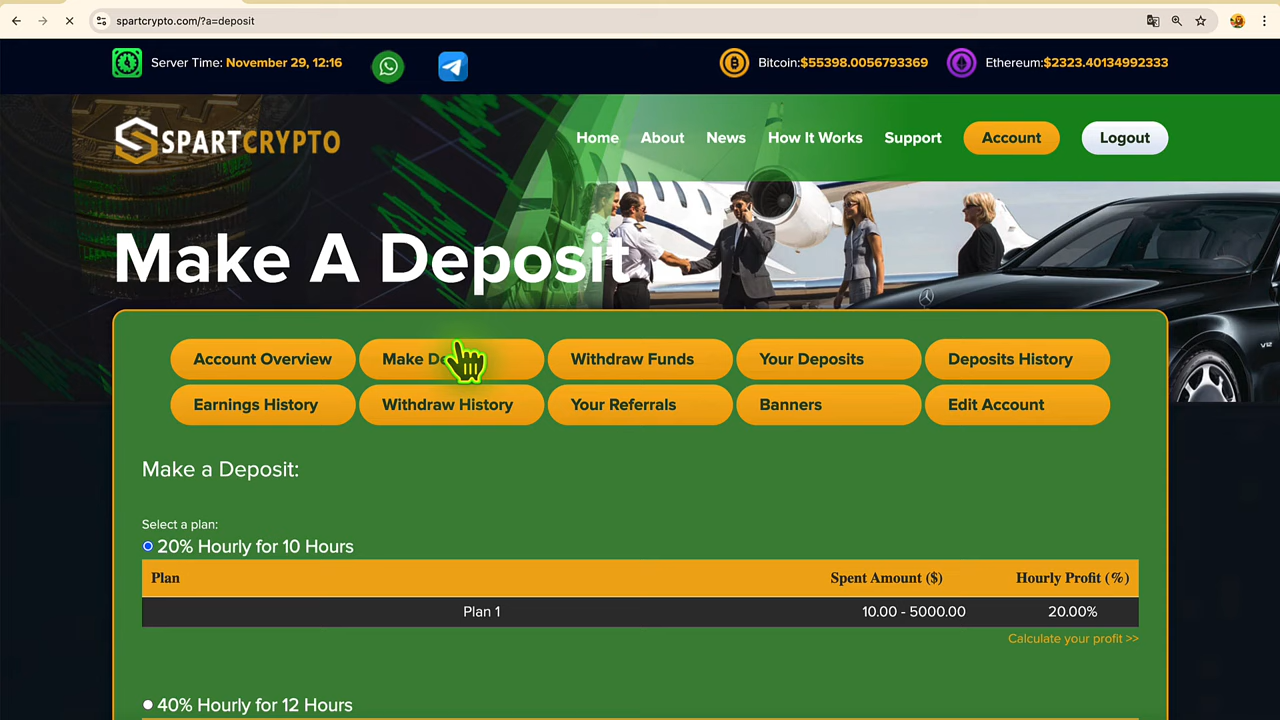 spartcrypto.com/?a=deposit
Server Time: November 29, 12:16
Bitcoin:$55398.0056793369
Ethereum:$2323.40134992333
SPARTCRYPTO
Home About News How It Works Support Account Logout
Make A Deposit
Account Overview Make De Withdraw Funds Your Deposits Deposits History
Earnings History Withdraw History Your Referrals Banners Edit Account
Make a Deposit:
Select a plan:
20% Hourly for 10 Hours
Plan Spent Amount ($) Hourly Profit (%)
Plan 1 10.00 - 5000.00 20.00%
Calculate your profit >>
40% Hourly for 12 Hours